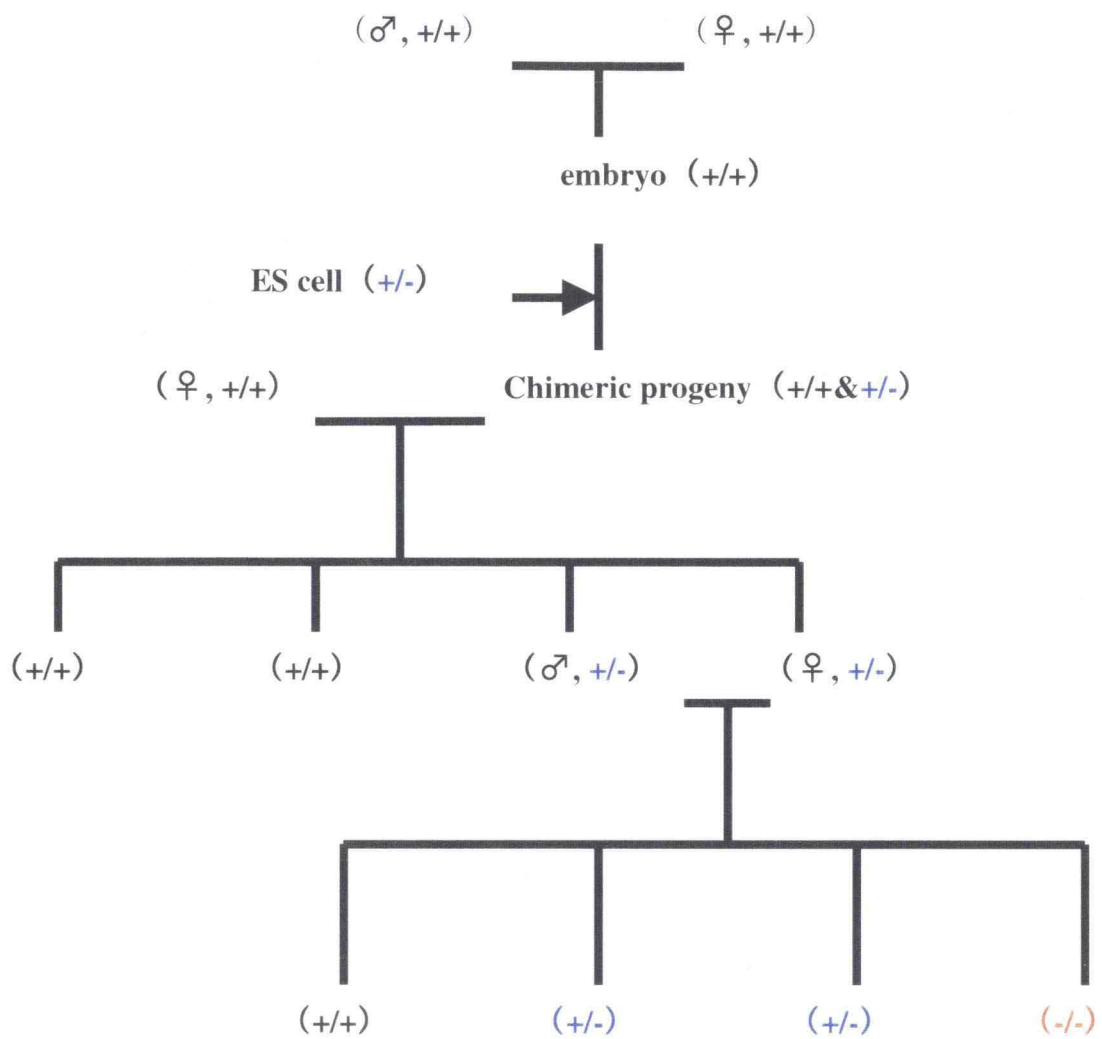 (♂, +/+) (♀, +/+)
embryo (+/+)
ES cell (+/-)
(♀, +/+) Chimeric progeny (+/+&+/-)
(+/+) (+/+) (♂, +/-) (♀, +/-)
(+/+) (+/-) (+/-) (-/-)